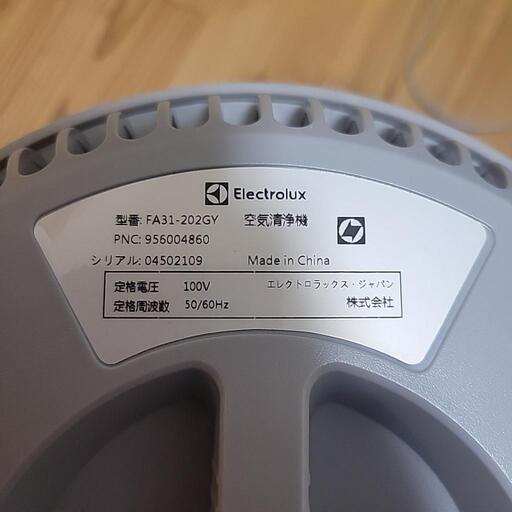 Electrolux
型番: FA31-202GY 空気清浄機
PNC: 956004860
シリアル: 04502109 Made in China
定格電圧 100V エレクトロラックス・ジャパン
定格周波数 50/60Hz 株式会社